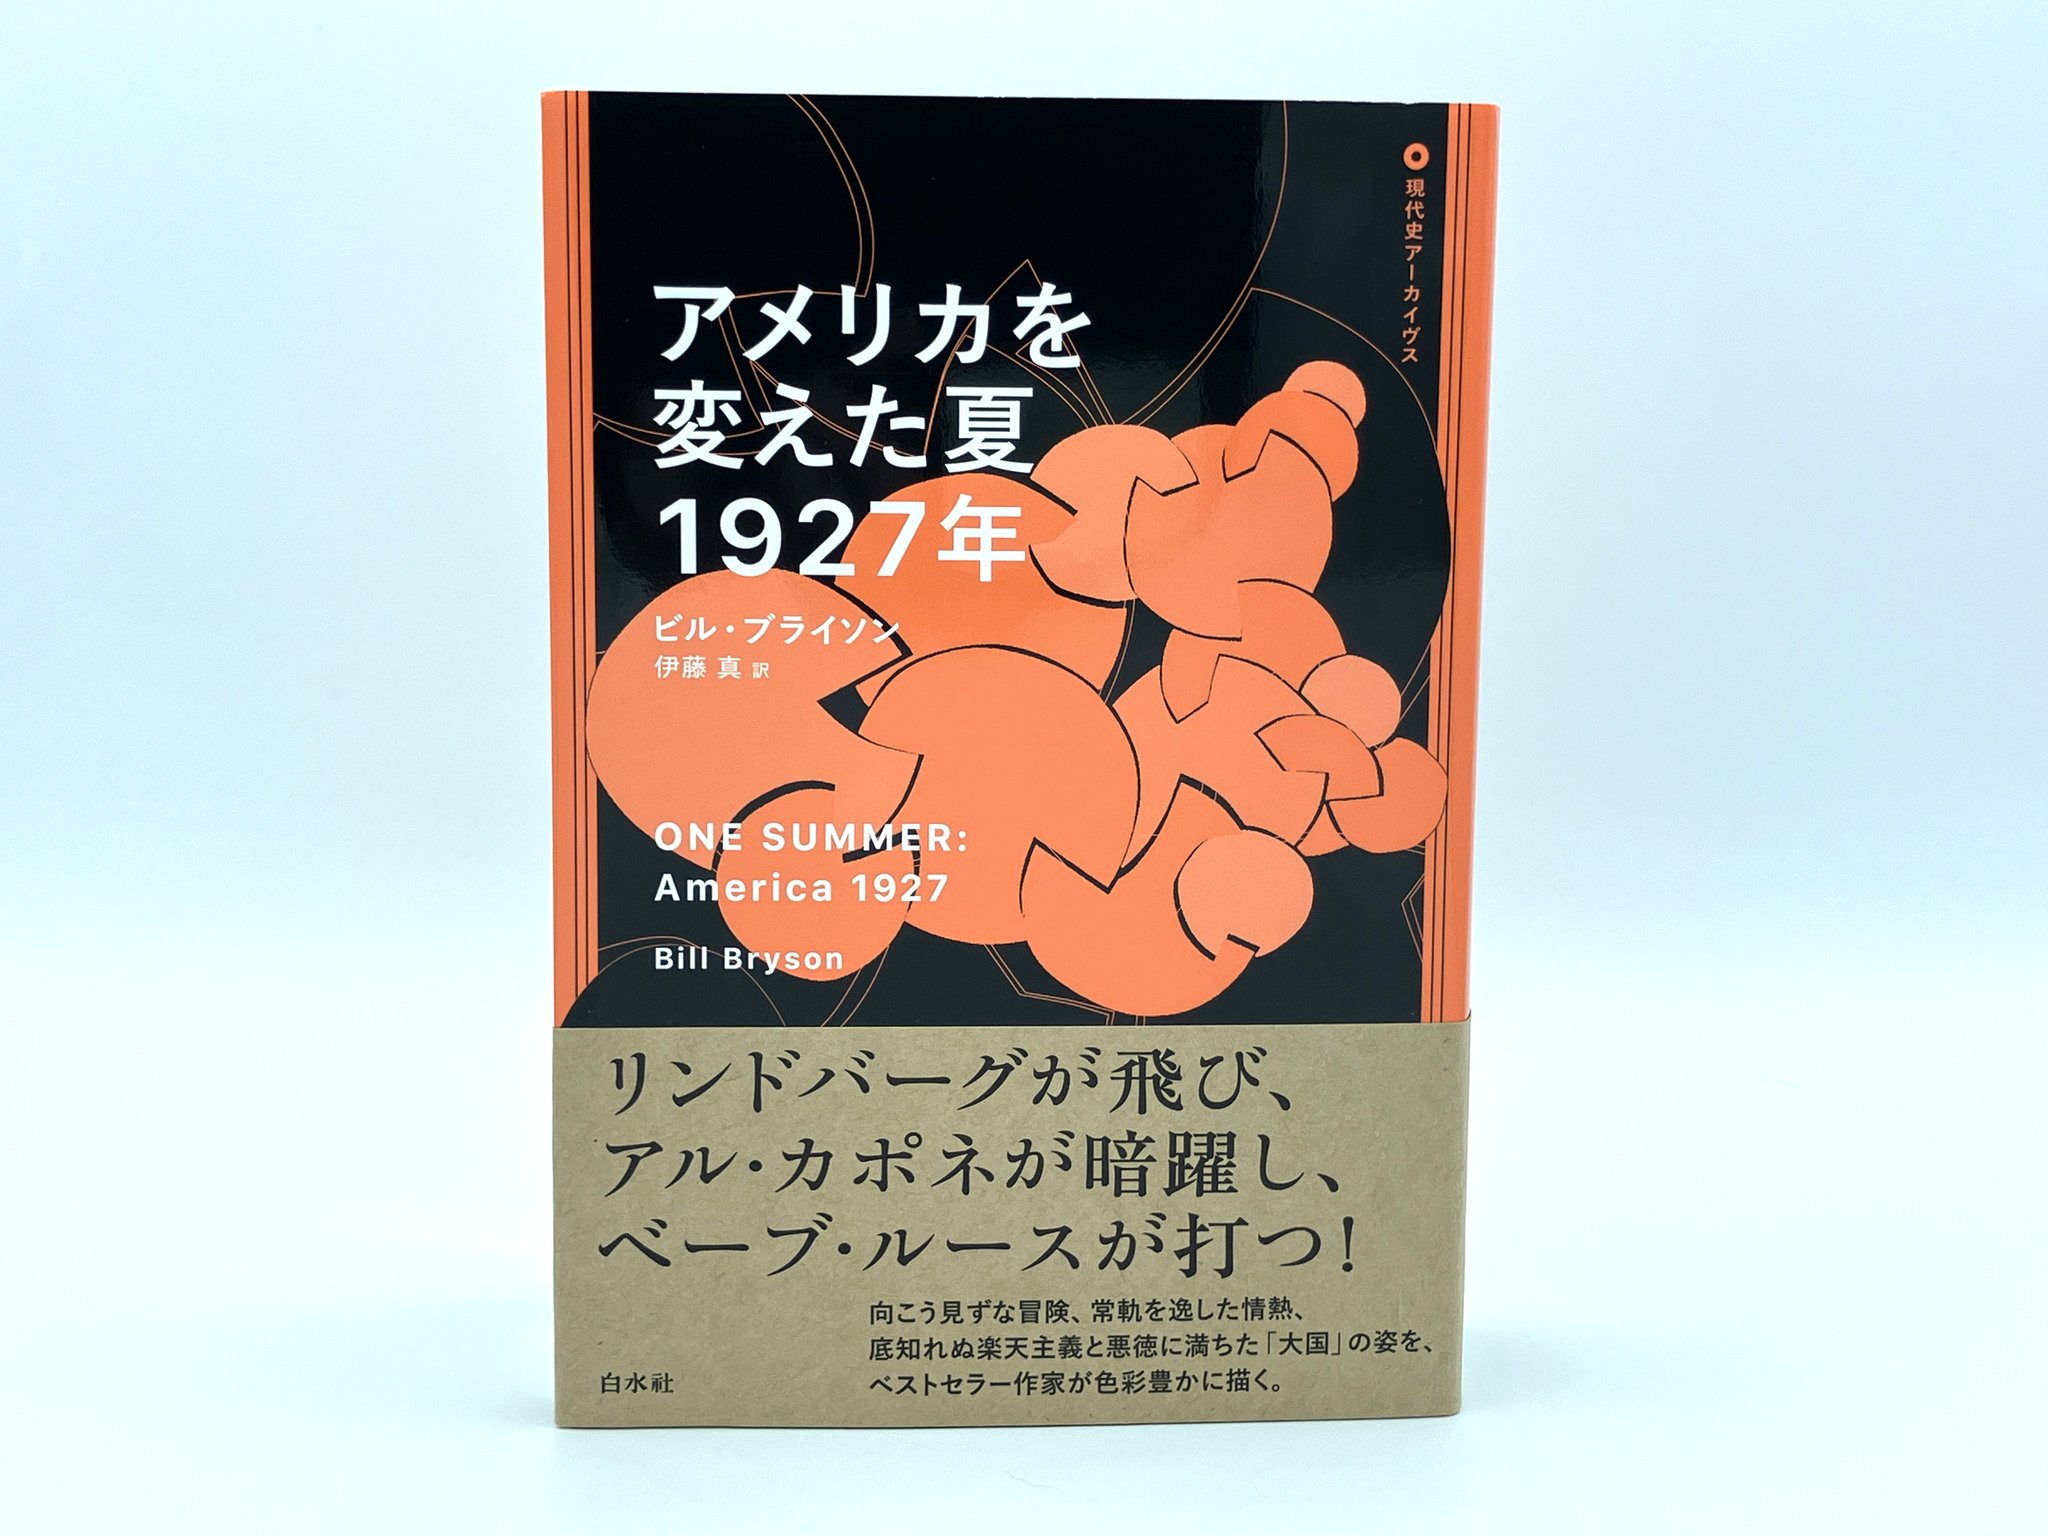 現代史アーカイヴス
アメリカを
変えた夏
1927年
ビル・ブライソン
伊藤 真 訳
ONE SUMMER:
America 1927
Bill Bryson
リンドバーグが飛び、
アル・カポネが暗躍し、
ベーブ・ルースが打つ!
向こう見ずな冒険、常軌を逸した情熱、
底知れぬ楽天主義と悪徳に満ちた「大国」の姿を、
ベストセラー作家が色彩豊かに描く。
白水社